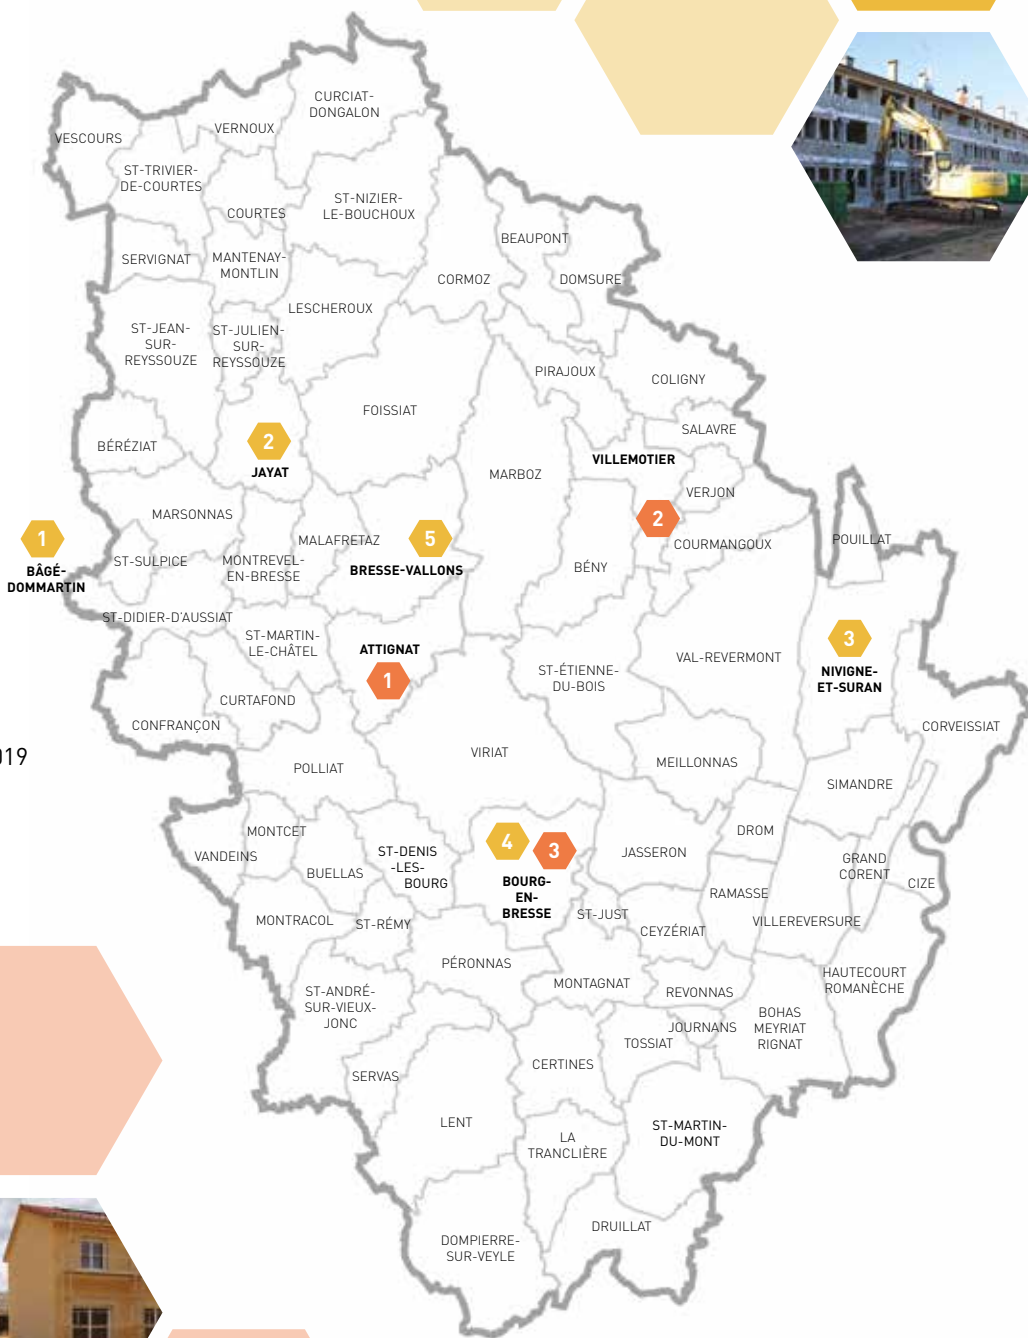 CURCIAT-
DONGALON
VERNOUX
VESCOURS
ST-TRIVIER-
DE-COURTES
ST-NIZIER-
LE-BOUCHOUX
COURTES
BEAUPONT
SERVIGNAT
MANTENAY-
MONTLIN
CORMOZ
DOMSURE
LESCHEROUX
ST-JEAN-
SUR-
REYSSOUZE
ST-JULIEN-
SUR-
REYSSOUZE
PIRAJOUX
COLIGNY
FOISSIAT
SALAVRE
BÉRÉZIAT
2
JAYAT
VILLEMOTIER
MARBOZ
VERJON
2
MARSONNAS
1
BÂGÉ-
DOMMARTIN
MALAFRETAZ
5
BRESSE-VALLONS
COURMANGOUX
POUILLAT
ST-SULPICE
MONTREVEL-
EN-BRESSE
BÉNY
ST-DIDIER-D'AUSSIAT
ST-MARTIN-
LE-CHÂTEL
ATTIGNAT
1
3
NIVIGNE-
ET-SURAN
VAL-REVERMONT
ST-ÉTIENNE-
DU-BOIS
CURTAFOND
CONFRANÇON
CORVEISSIAT
019
VIRIAT
POLLIAT
MEILLONNAS
SIMANDRE
MONTCET
VANDEINS
BUELLAS
ST-DENIS
-LES-
BOURG
4
3
BOURG-
EN-
BRESSE
JASSERON
DROM
GRAND
CORENT
CIZE
RAMASSE
MONTRACOL
ST-RÉMY
ST-JUST
CEYZÉRIAT
VILLEREVERSURE
PÉRONNAS
MONTAGNAT
REVONNAS
HAUTECOURT
ROMANÈCHE
ST-ANDRÉ-
SUR-VIEUX-
JONC
BOHAS
MEYRIAT
RIGNAT
JOURNANS
TOSSIAT
CERTINES
SERVAS
LENT
ST-MARTIN-
DU-MONT
LA
TRANCLIÈRE
DRUILLAT
DOMPIERRE-
SUR-VEYLE